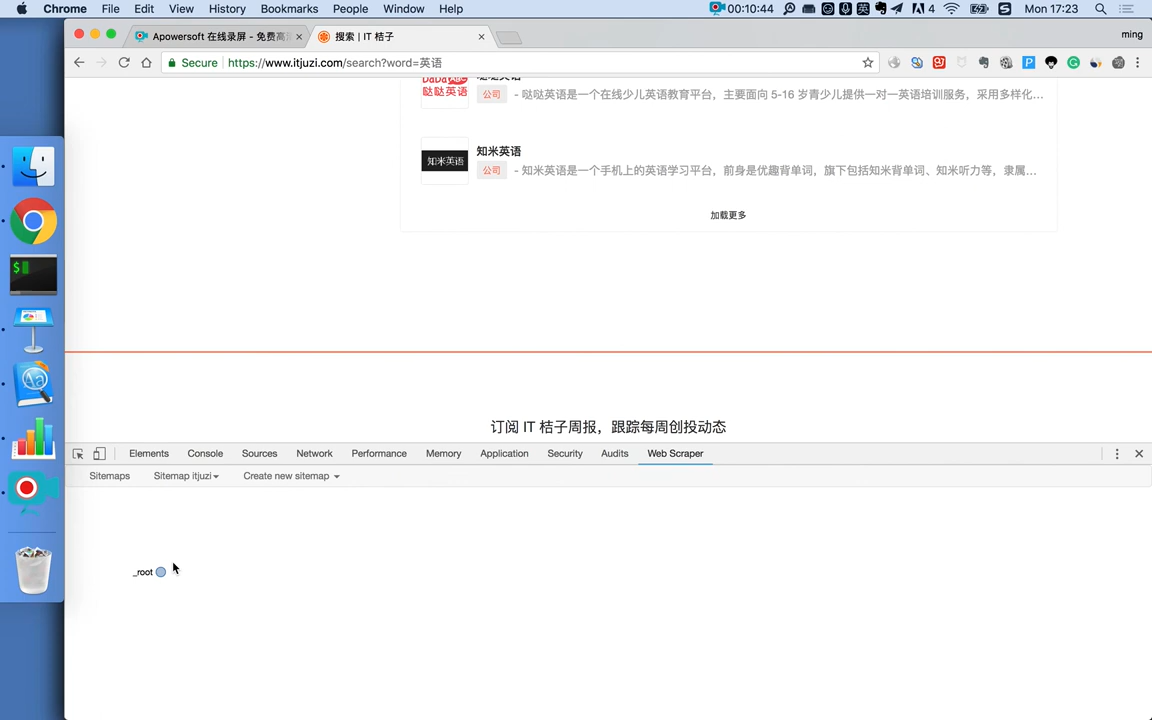 Chrome File Edit View History Bookmarks People Window Help 00:10:44 英 4 Mon 17:23
Apowersoft 在线录屏 - 免费高 搜索 | IT 桔子 ming
Secure https://www.itjuzi.com/search?word=英语
DaDaABC
哒哒英语
哒哒英语
公司 - 哒哒英语是一个在线少儿英语教育平台，主要面向 5-16 岁青少儿提供一对一英语培训服务，采用多样化...
知米英语
知米英语
公司 - 知米英语是一个手机上的英语学习平台，前身是优趣背单词，旗下包括知米背单词、知米听力等，隶属...
加载更多
订阅 IT 桔子周报，跟踪每周创投动态
Elements Console Sources Network Performance Memory Application Security Audits Web Scraper
Sitemaps Sitemap itjuzi Create new sitemap
_root